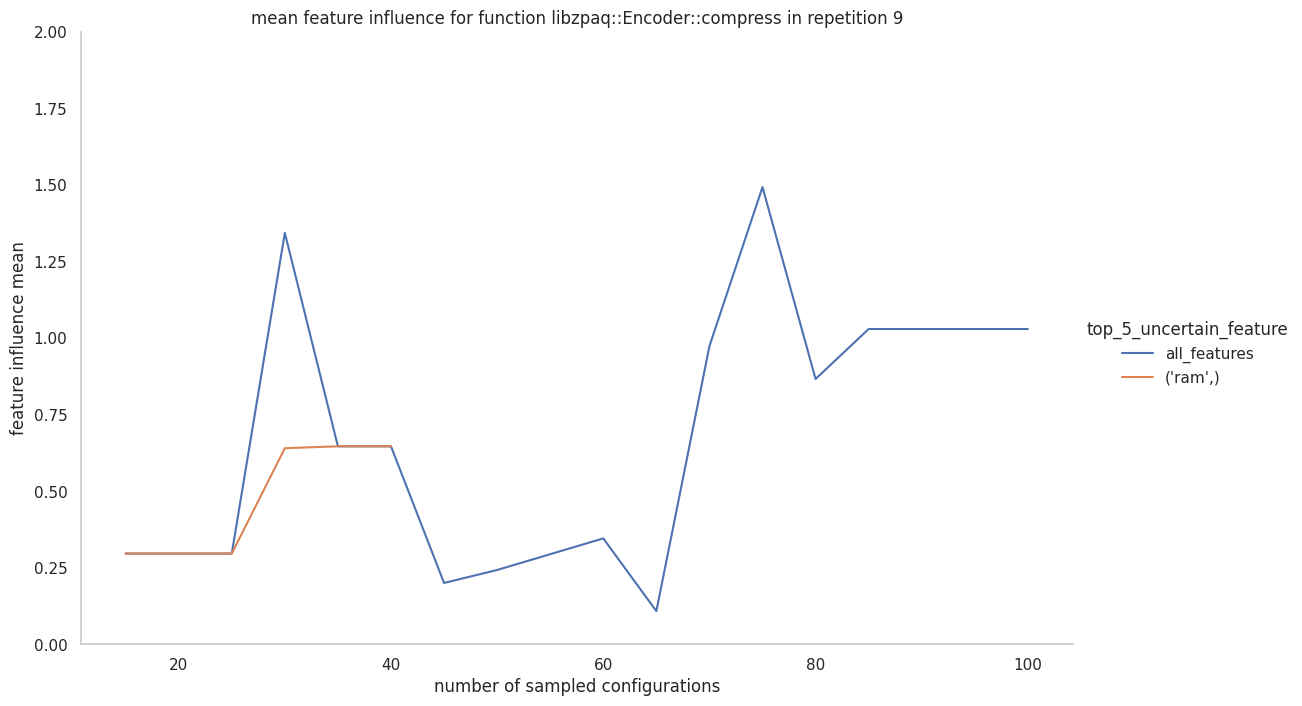 mean feature influence for function libzpaq::Encoder::compress in repetition 9
2.00
1.75
1.50
1.25
1.00
0.75
0.50
0.25
0.00
feature influence mean
20 40 60 80 100
number of sampled configurations
top_5_uncertain_feature
all_features
('ram',)